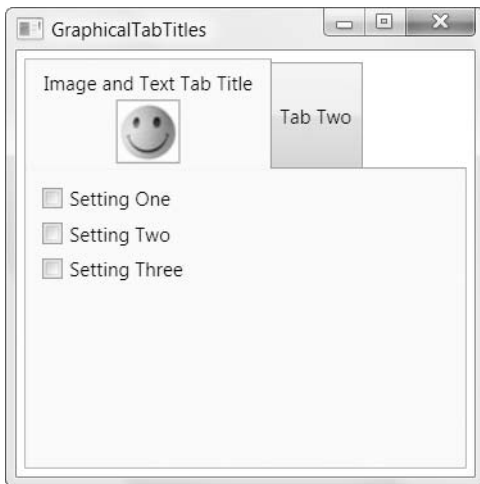 GraphicalTabTitles
Image and Text Tab Title
Tab Two
Setting One
Setting Two
Setting Three